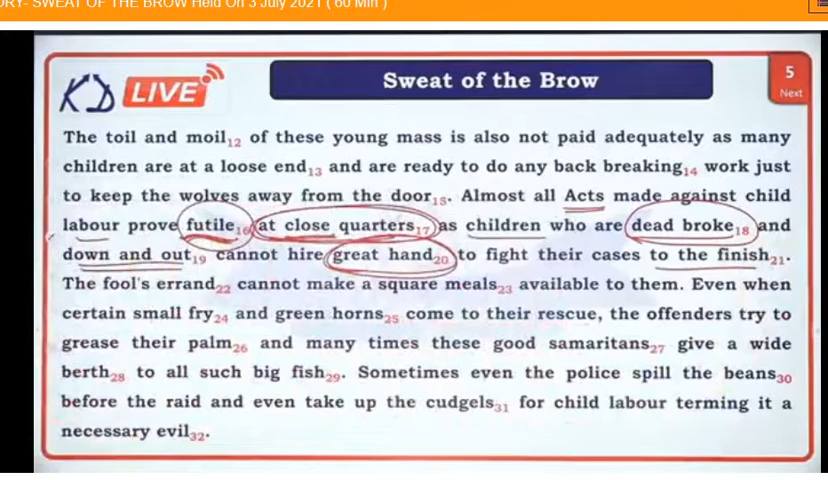 ORY- SWEAT OF THE BROW Held On 3 July 2021 ( 60 Min )
KD LIVE
Sweat of the Brow
5
Next
The toil and moil12 of these young mass is also not paid adequately as many
children are at a loose end13 and are ready to do any back breaking14 work just
to keep the wolves away from the door15. Almost all Acts made against child
labour prove futile16 at close quarters17 as children who are dead broke18 and
down and out19 cannot hire great hand20 to fight their cases to the finish21.
The fool's errand22 cannot make a square meals23 available to them. Even when
certain small fry24 and green horns25 come to their rescue, the offenders try to
grease their palm26 and many times these good samaritans27 give a wide
berth28 to all such big fish29. Sometimes even the police spill the beans30
before the raid and even take up the cudgels31 for child labour terming it a
necessary evil32.